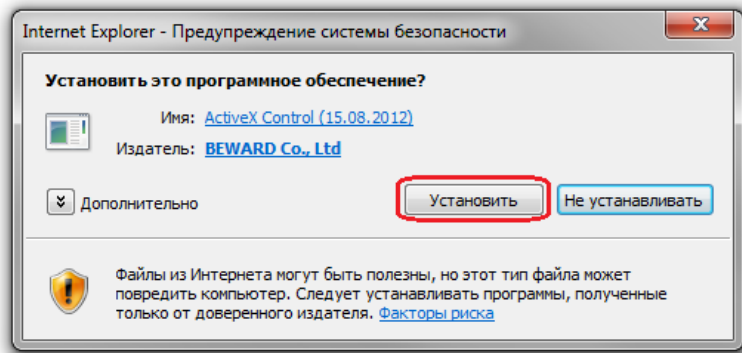 Internet Explorer - Предупреждение системы безопасности
Установить это программное обеспечение?
Имя: ActiveX Control (15.08.2012)
Издатель: BEWARD Co., Ltd
Дополнительно
Установить
Не устанавливать
Файлы из Интернета могут быть полезны, но этот тип файла может
повредить компьютер. Следует устанавливать программы, полученные
только от доверенного издателя. Факторы риска